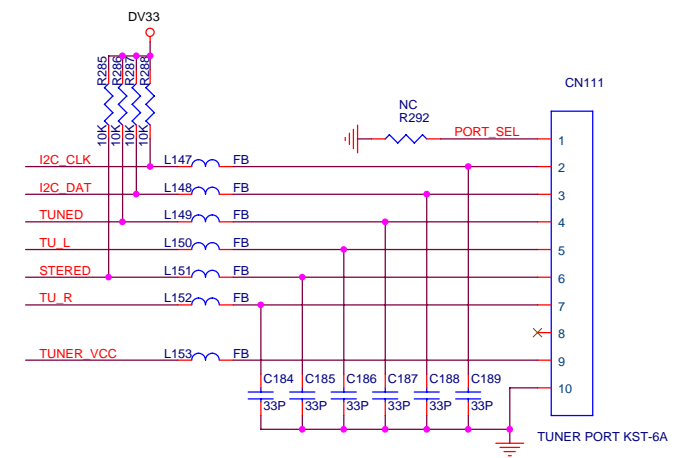 DV33
R285
R286
R287
R288
10K
10K
10K
10K
CN111
NC
R292
PORT_SEL
1
I2C_CLK
L147
FB
2
I2C_DAT
L148
FB
3
TUNED
L149
FB
4
TU_L
L150
FB
5
STERED
L151
FB
6
TU_R
L152
FB
7
8
TUNER_VCC
L153
FB
9
C184
C185
C186
C187
C188
C189
10
33P
33P
33P
33P
33P
33P
TUNER PORT KST-6A